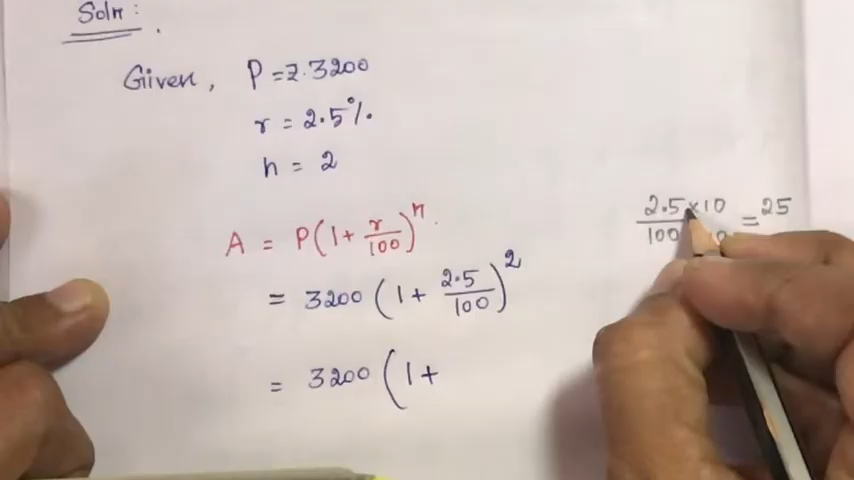 Soln:
Given, P = ₹.3200
r = 2.5%.
n = 2
A = P(1 + r/100)^n.
= 3200 (1 + 2.5/100)^2
= 3200 (1 +
2.5×10 / 100 = 25